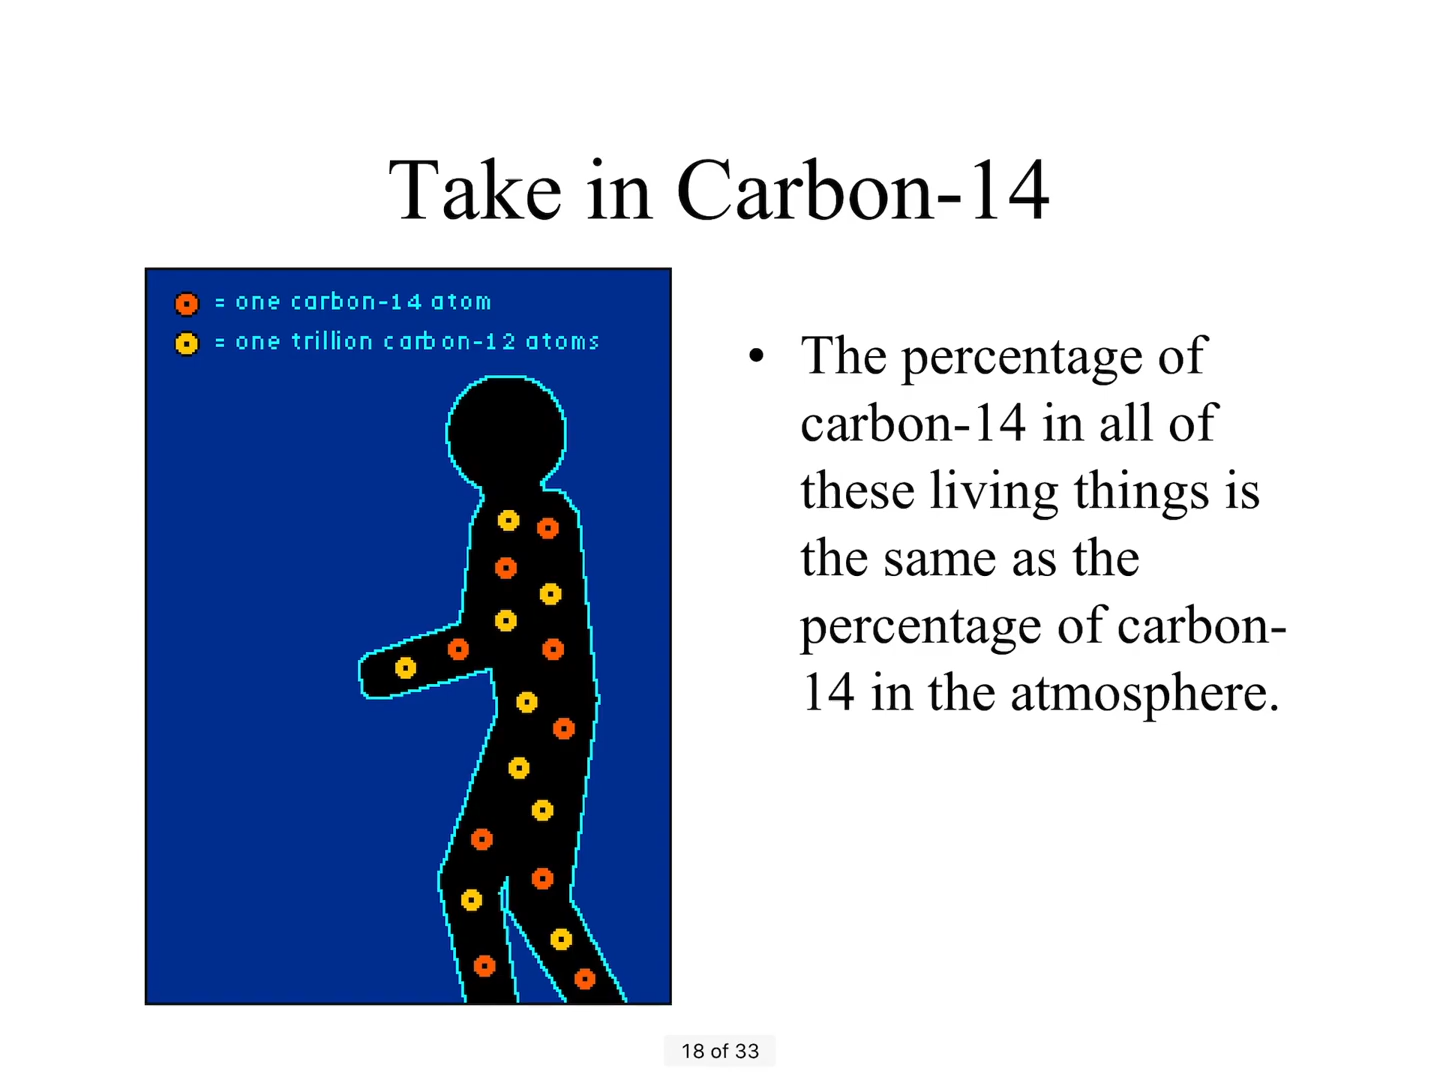 Take in Carbon-14
= one carbon-14 atom
= one trillion carbon-12 atoms
• The percentage of
carbon-14 in all of
these living things is
the same as the
percentage of carbon-
14 in the atmosphere.
18 of 33